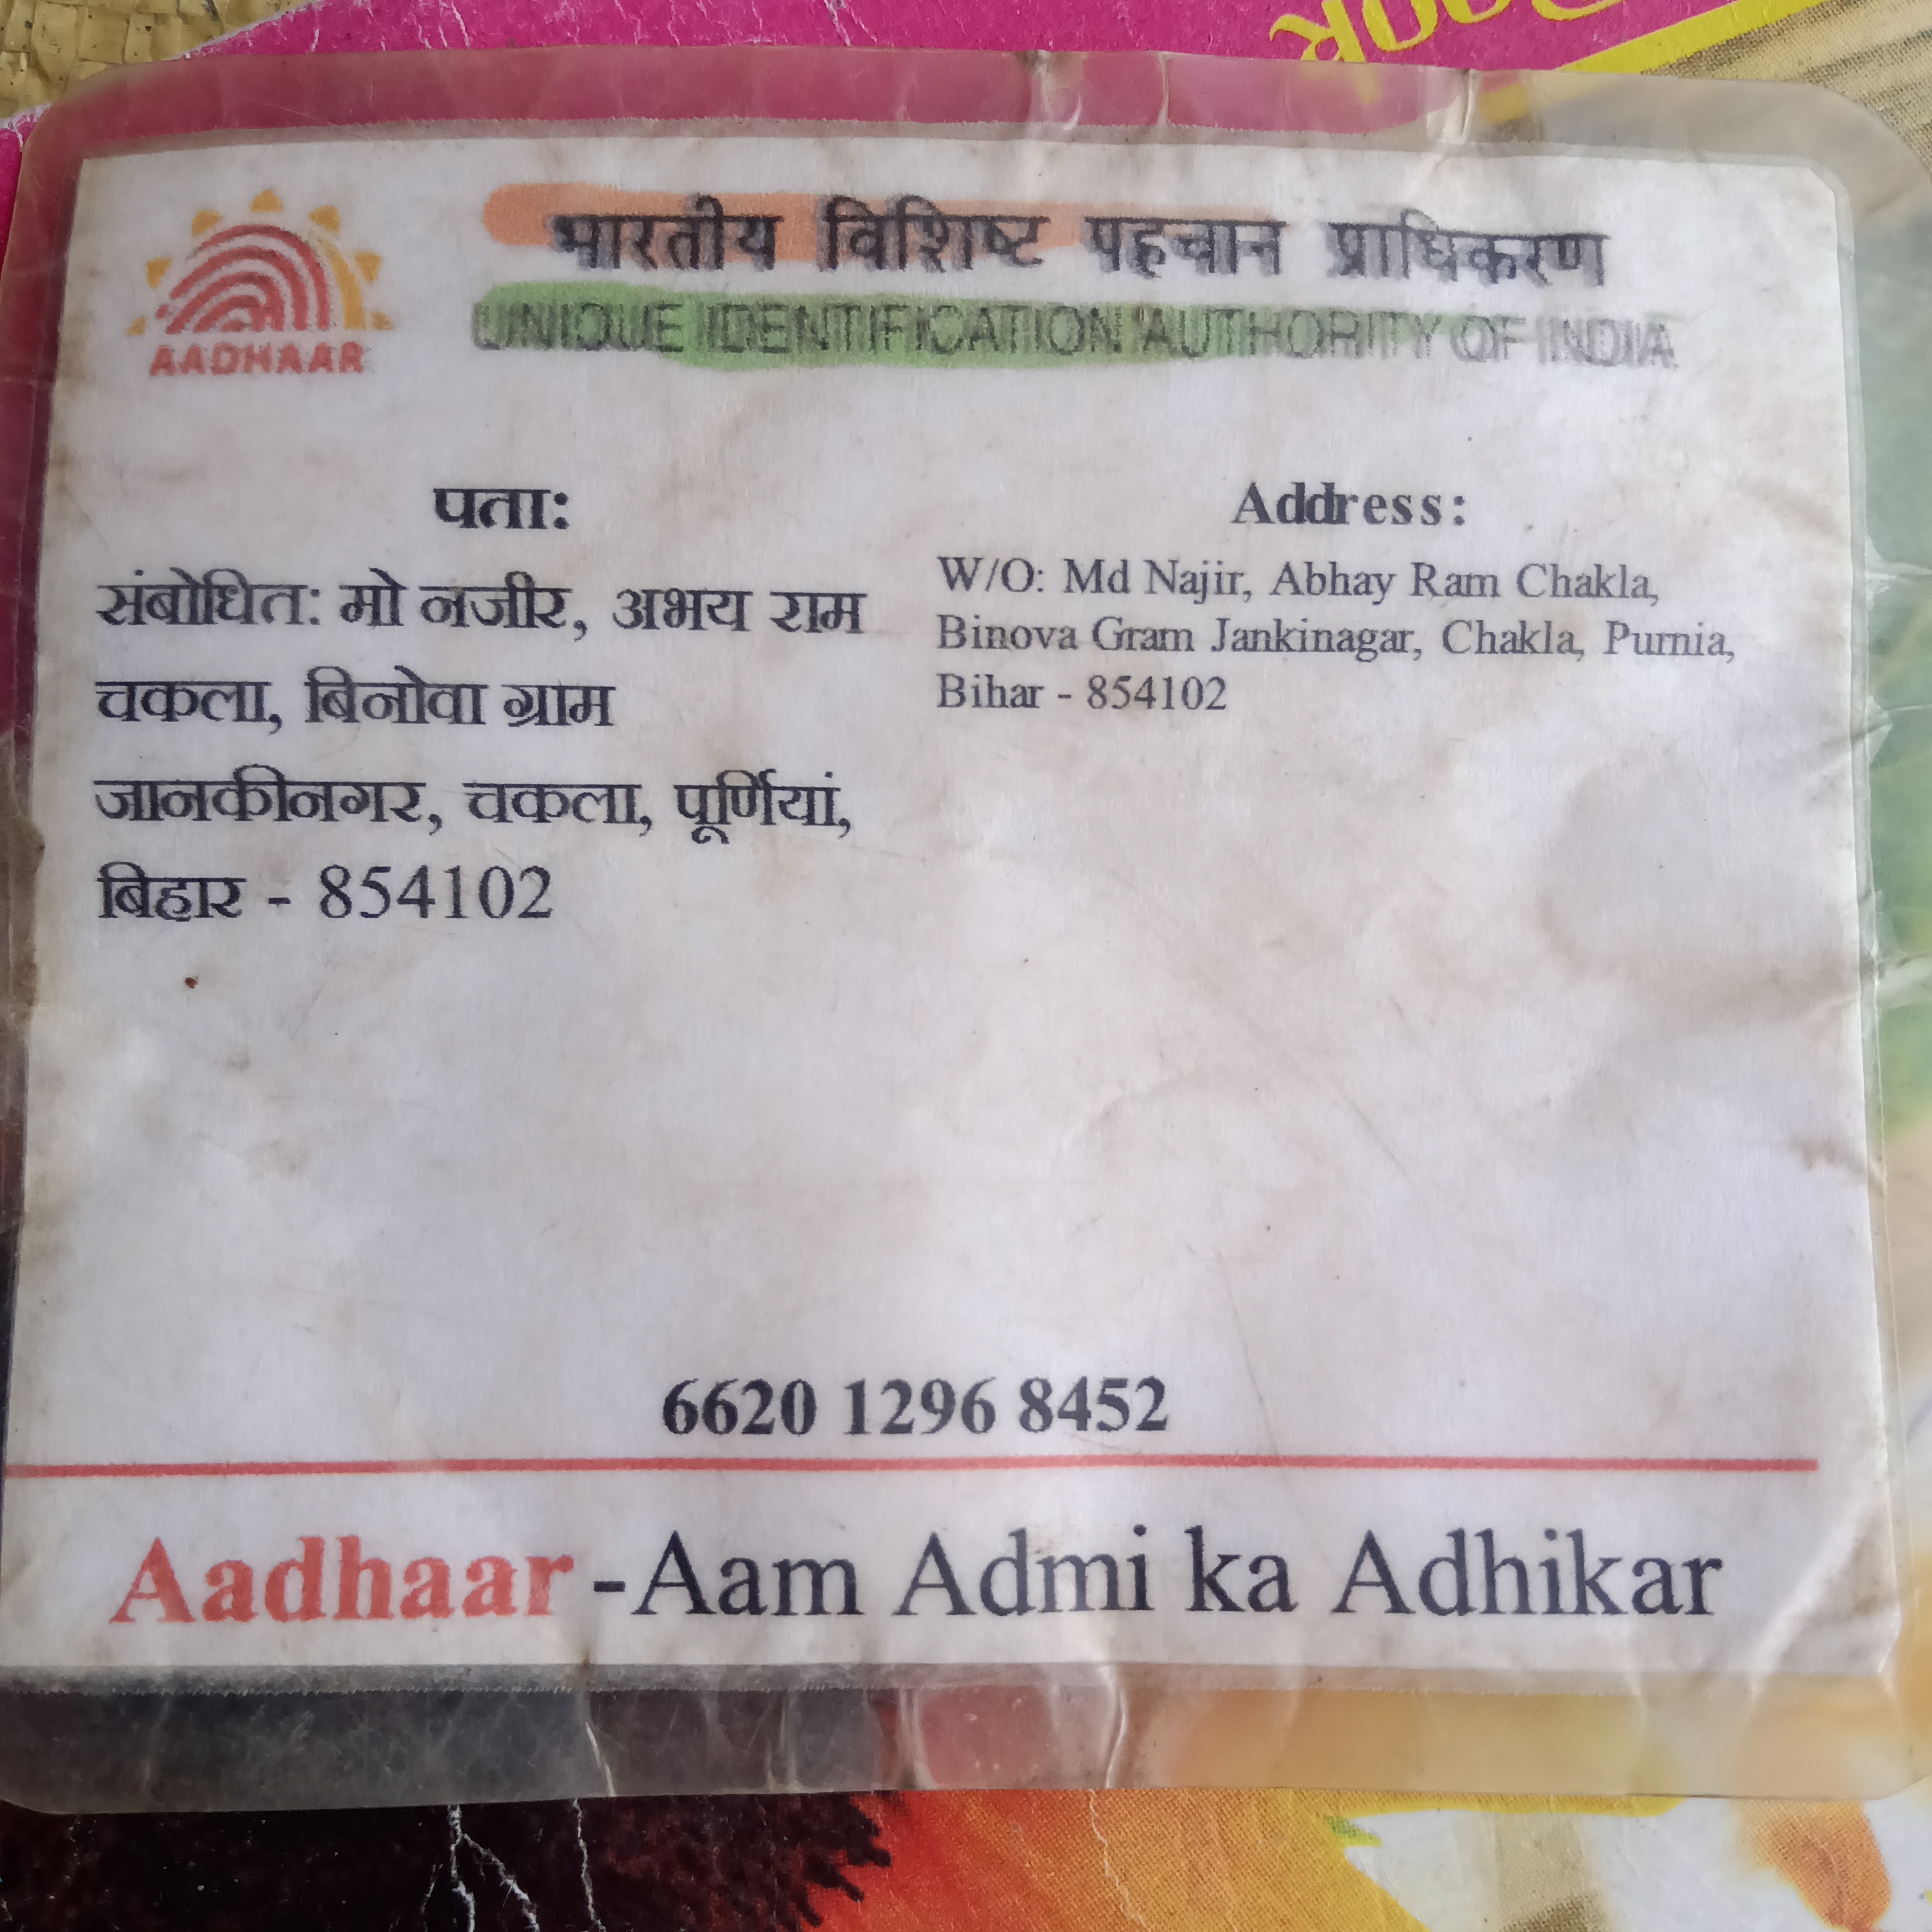 भारतीय विशिष्ट पहचान प्राधिकरण
UNIQUE IDENTIFICATION AUTHORITY OF INDIA
AADHAAR
पता:
संबोधित: मो नजीर, अभय राम
चकला, बिनोवा ग्राम
जानकीनगर, चकला, पूर्णियां,
बिहार - 854102
Address:
W/O: Md Najir, Abhay Ram Chakla,
Binova Gram Jankinagar, Chakla, Purnia,
Bihar - 854102
6620 1296 8452
Aadhaar -Aam Admi ka Adhikar